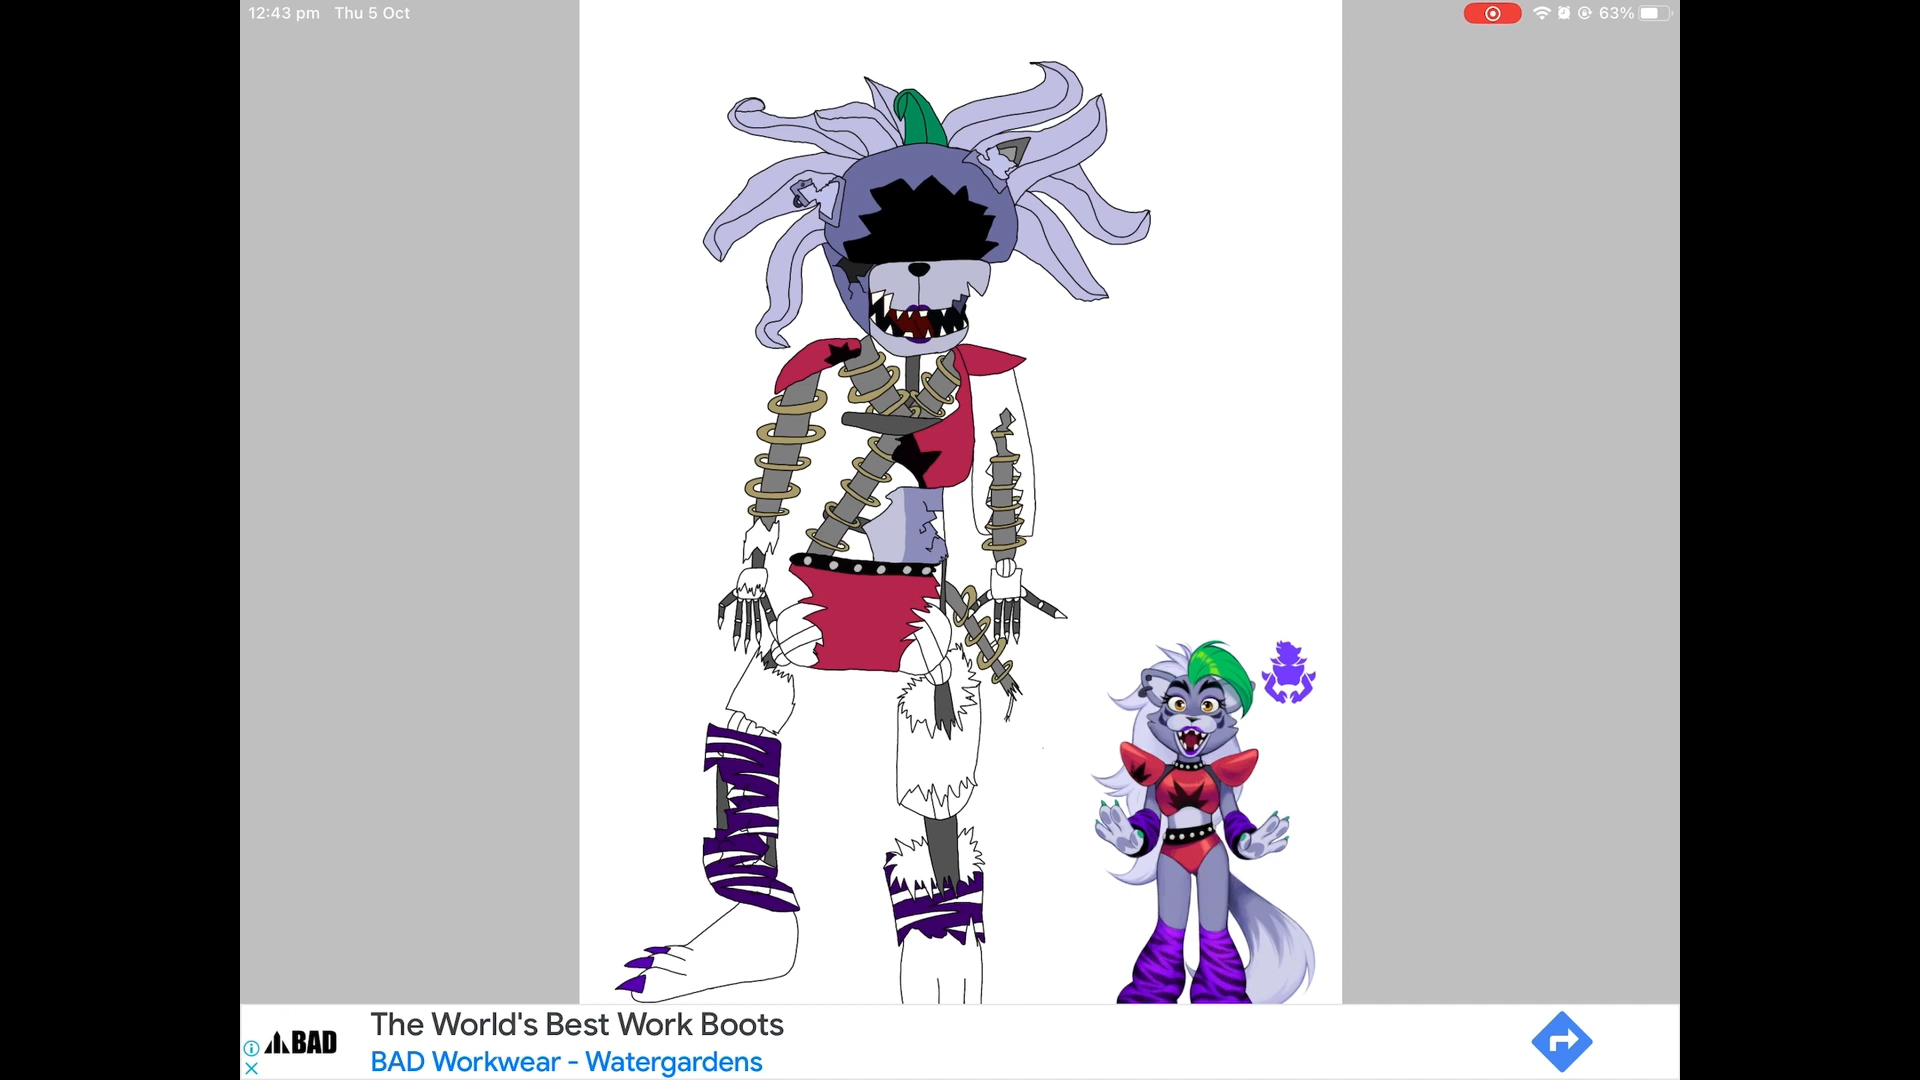 12:43 pm Thu 5 Oct
63%
BAD
The World's Best Work Boots
BAD Workwear - Watergardens